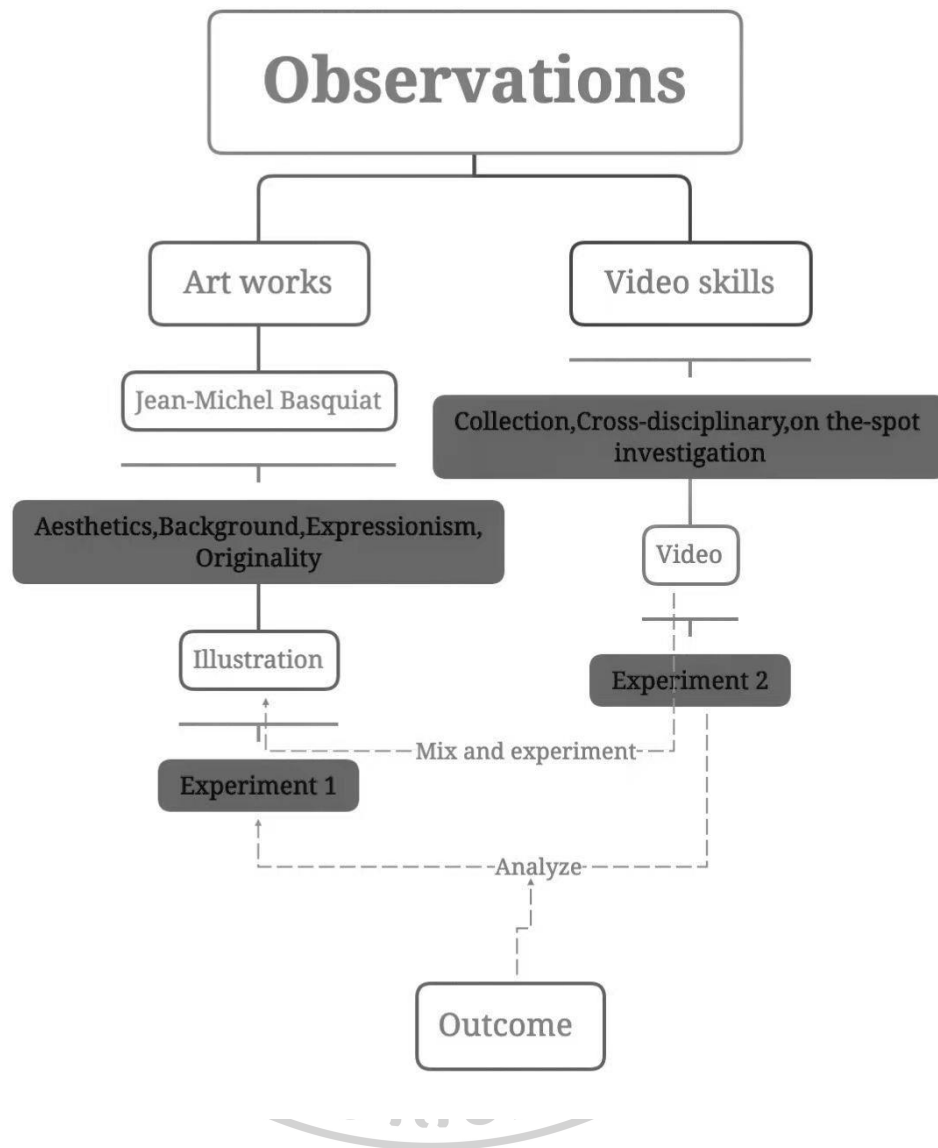 Observations
Art works
Video skills
Jean-Michel Basquiat
Collection,Cross-disciplinary,on the-spot
investigation
Aesthetics,Background,Expressionism,
Originality
Video
Illustration
Experiment 2
Mix and experiment
Experiment 1
Analyze
Outcome